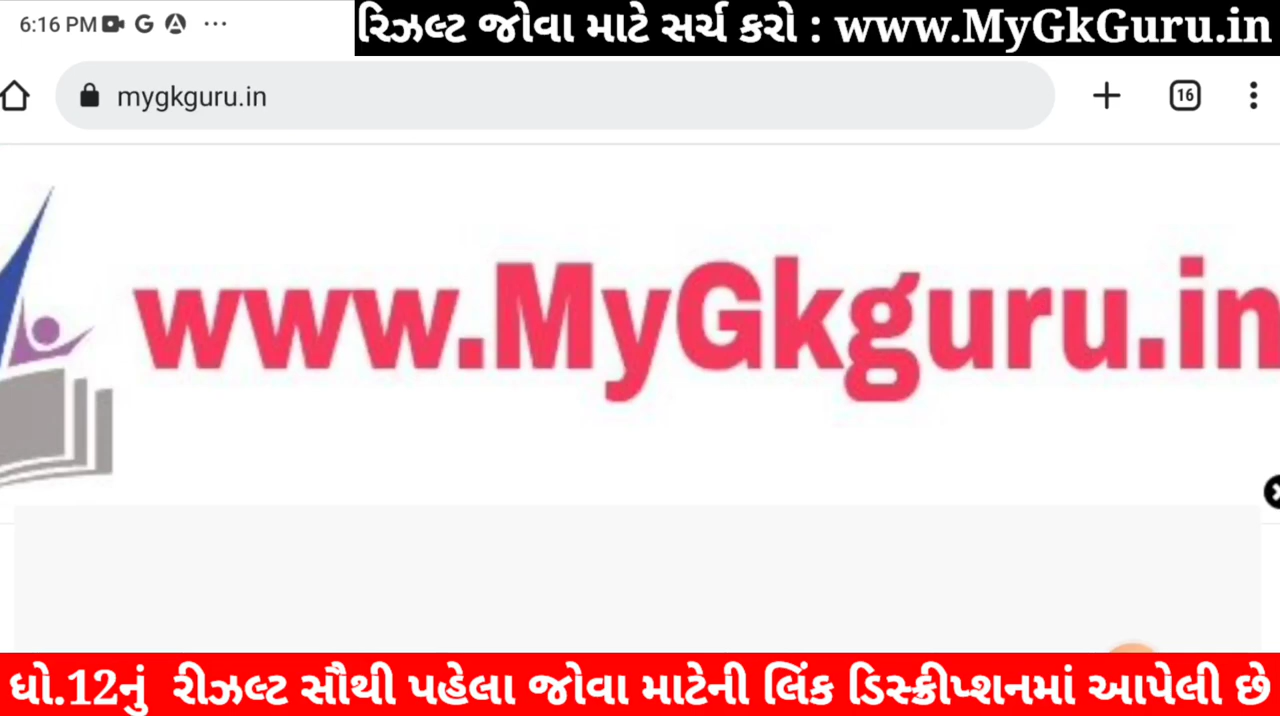 6:16 PM G ...
રિઝલ્ટ જોવા માટે સર્ચ કરો : www.MyGkGuru.in
mygkguru.in
16
www.MyGkguru.in
ધો.12નું રીઝલ્ટ સૌથી પહેલા જોવા માટેની લિંક ડિસ્ક્રીપ્શનમાં આપેલી છે